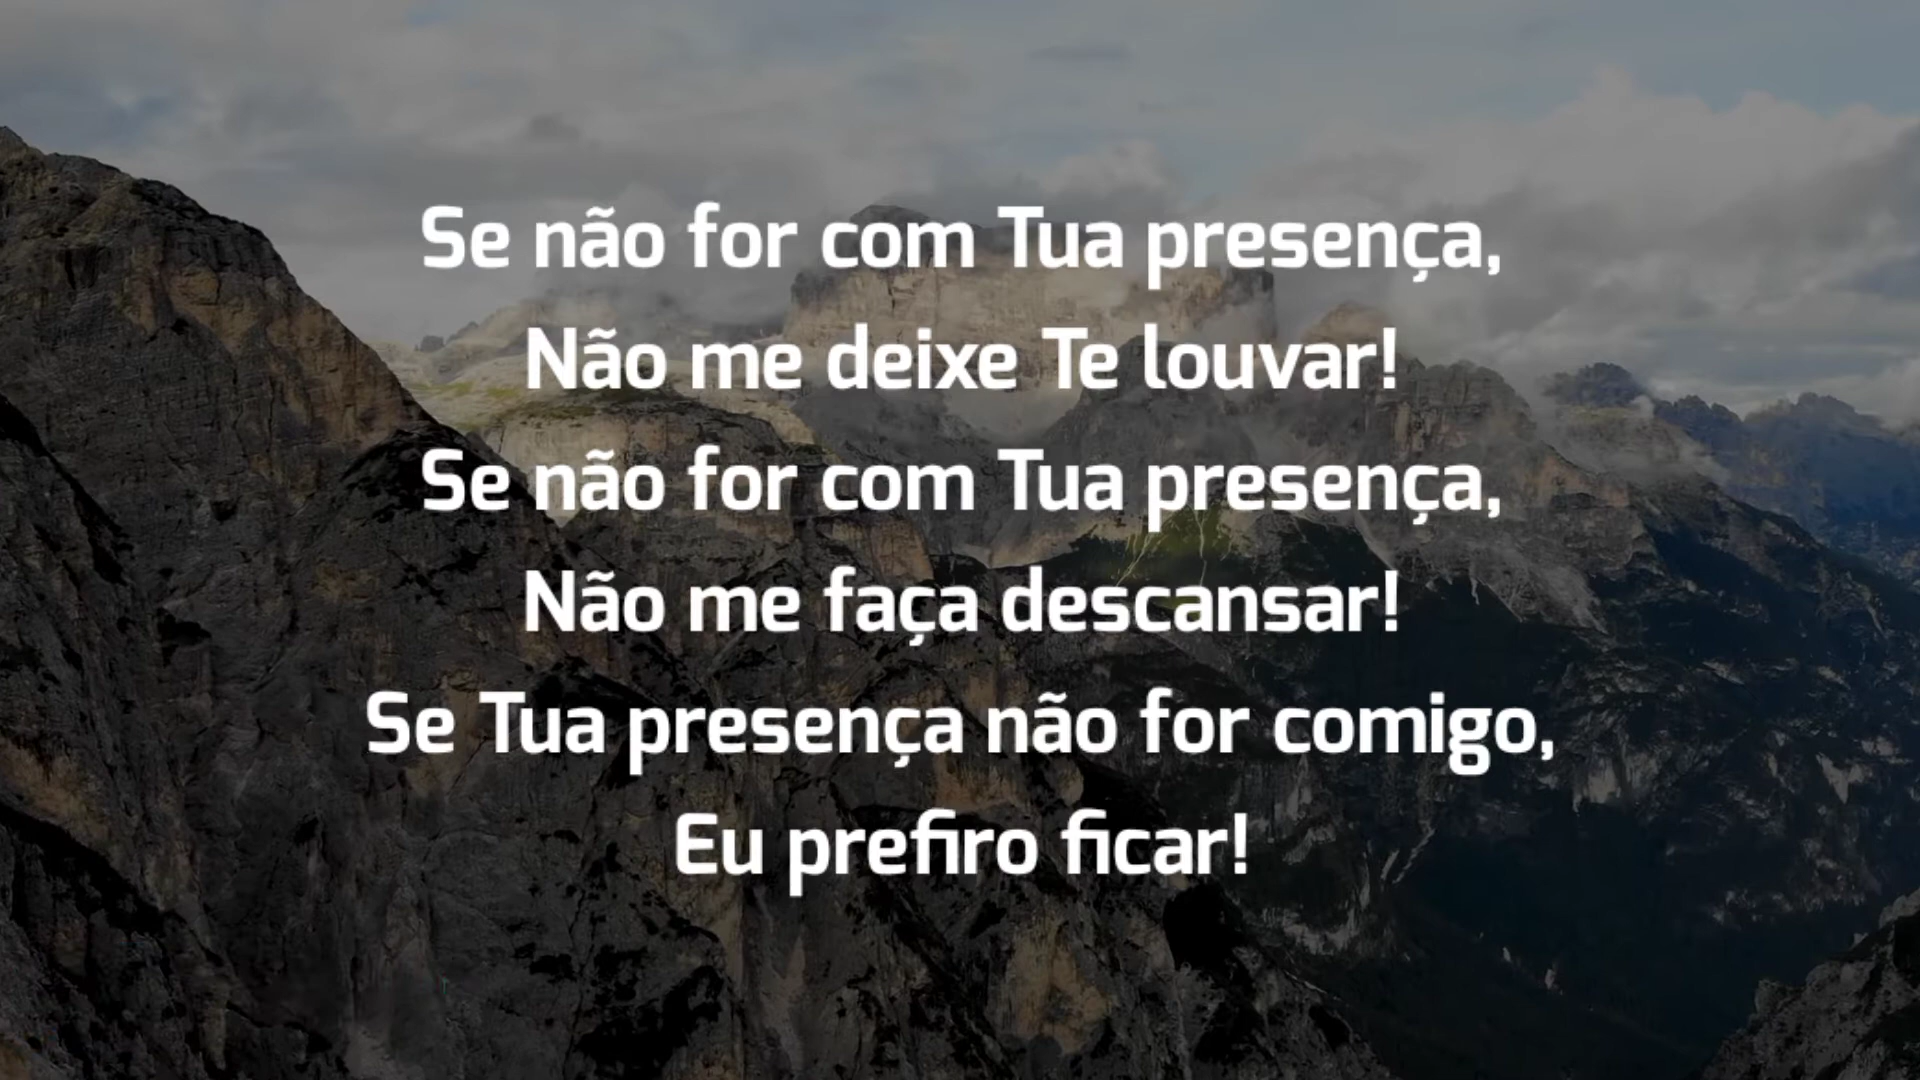 Se não for com Tua presença,
Não me deixe Te louvar!
Se não for com Tua presença,
Não me faça descansar!
Se Tua presença não for comigo,
Eu prefiro ficar!